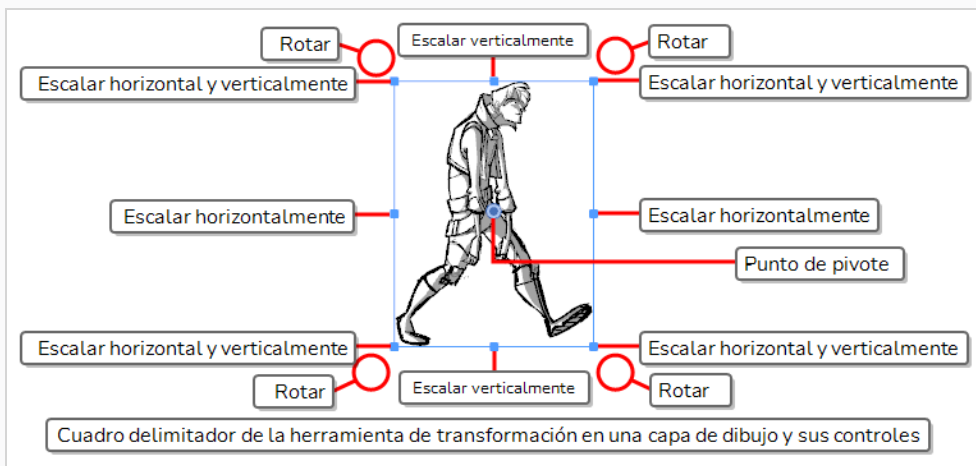 Rotar
Escalar verticalmente
Rotar
Escalar horizontal y verticalmente
Escalar horizontal y verticalmente
Escalar horizontalmente
Escalar horizontalmente
Punto de pivote
Escalar horizontal y verticalmente
Escalar horizontal y verticalmente
Rotar
Escalar verticalmente
Rotar
Cuadro delimitador de la herramienta de transformación en una capa de dibujo y sus controles